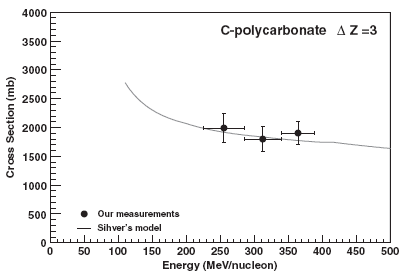 C-polycarbonate Δ Z =3
Cross Section (mb)
4000
3500
3000
2500
2000
1500
1000
500
0
Our measurements
Sihver's model
0 50 100 150 200 250 300 350 400 450 500
Energy (MeV/nucleon)